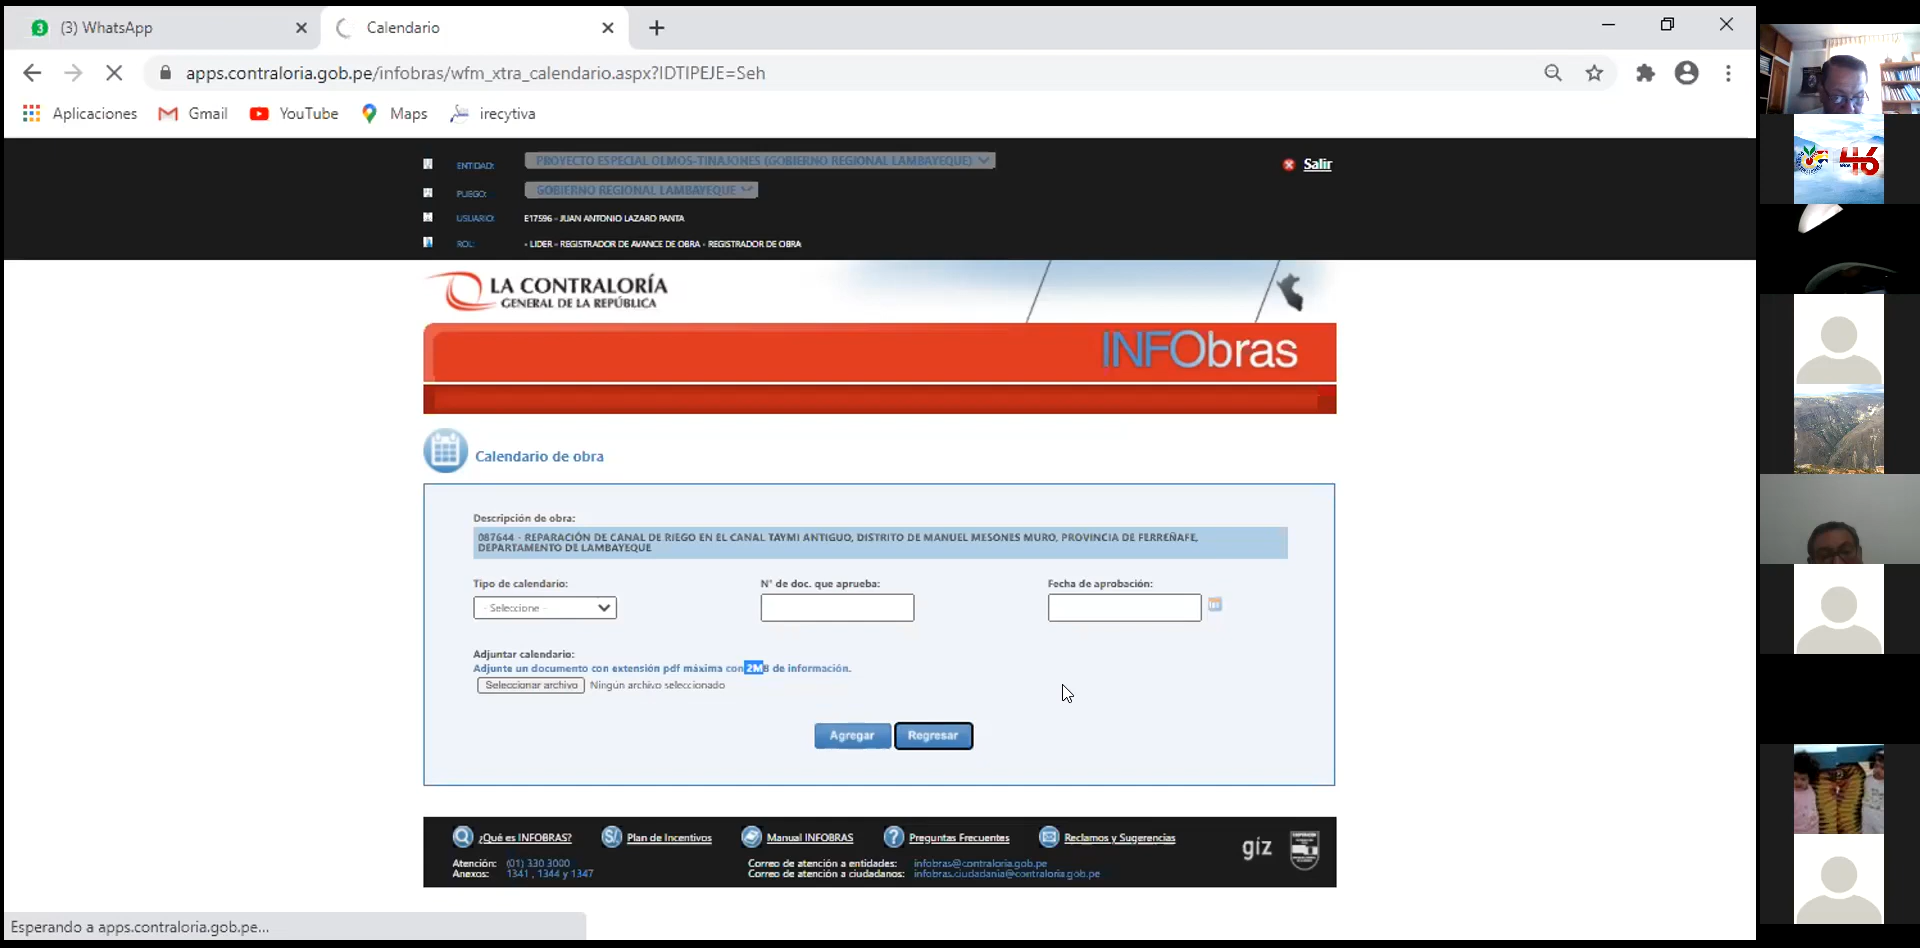 (3) WhatsApp
Calendario
apps.contraloria.gob.pe/infobras/wfm_xtra_calendario.aspx?IDTIPEJE=Seh
Aplicaciones
Gmail
YouTube
Maps
irecytiva
ENTIDAD:
PROYECTO ESPECIAL OLMOS-TINAJONES (GOBIERNO REGIONAL LAMBAYEQUE)
Salir
PLIEGO:
GOBIERNO REGIONAL LAMBAYEQUE
USUARIO:
E17596 - JUAN ANTONIO LAZARO PANTA
ROL:
- LIDER - REGISTRADOR DE AVANCE DE OBRA - REGISTRADOR DE OBRA
LA CONTRALORÍA
GENERAL DE LA REPÚBLICA
INFObras
Calendario de obra
Descripción de obra:
087644 - REPARACIÓN DE CANAL DE RIEGO EN EL CANAL TAYMI ANTIGUO, DISTRITO DE MANUEL MESONES MURO, PROVINCIA DE FERREÑAFE,
DEPARTAMENTO DE LAMBAYEQUE
Tipo de calendario:
N° de doc. que aprueba:
Fecha de aprobación:
- Seleccione -
Adjuntar calendario:
Adjunte un documento con extensión pdf máxima con 2MB de información.
Seleccionar archivo
Ningún archivo seleccionado
Agregar
Regresar
¿Qué es INFOBRAS?
Plan de Incentivos
Manual INFOBRAS
Preguntas Frecuentes
Reclamos y Sugerencias
giz
Atención: (01) 330 3000
Anexos: 1341 , 1344 y 1347
Correo de atención a entidades: infobras@contraloria.gob.pe
Correo de atención a ciudadanos: infobras.ciudadania@contraloria.gob.pe
Esperando a apps.contraloria.gob.pe...
46
AÑOS